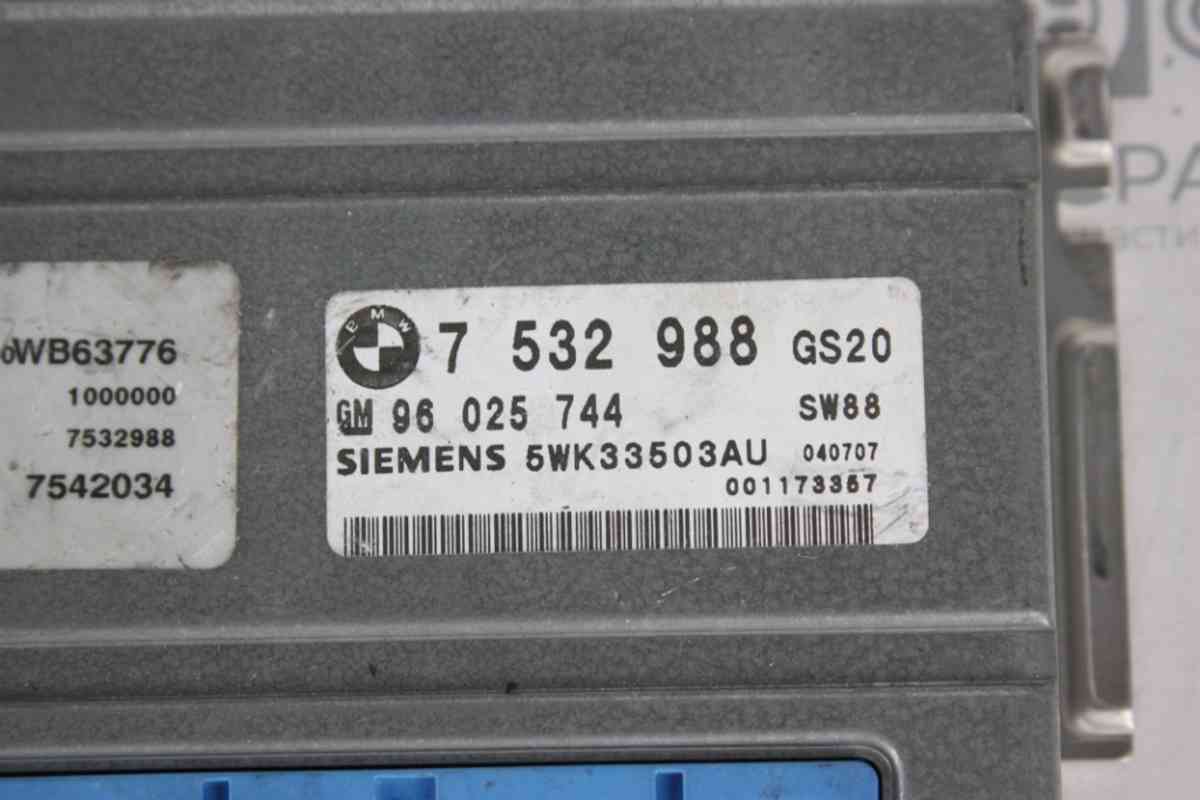 WB63776
1000000
7532988
7542034
BMW 7 532 988 GS20
GM 96 025 744 SW88
SIEMENS 5WK33503AU 040707
001173357